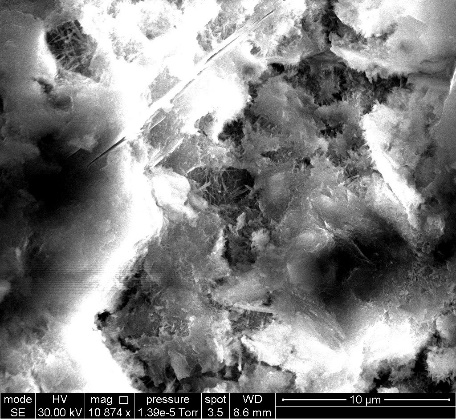 mode HV mag □ pressure spot WD
SE 30.00 kV 10 874 x 1.39e-5 Torr 3.5 8.6 mm 10 µm